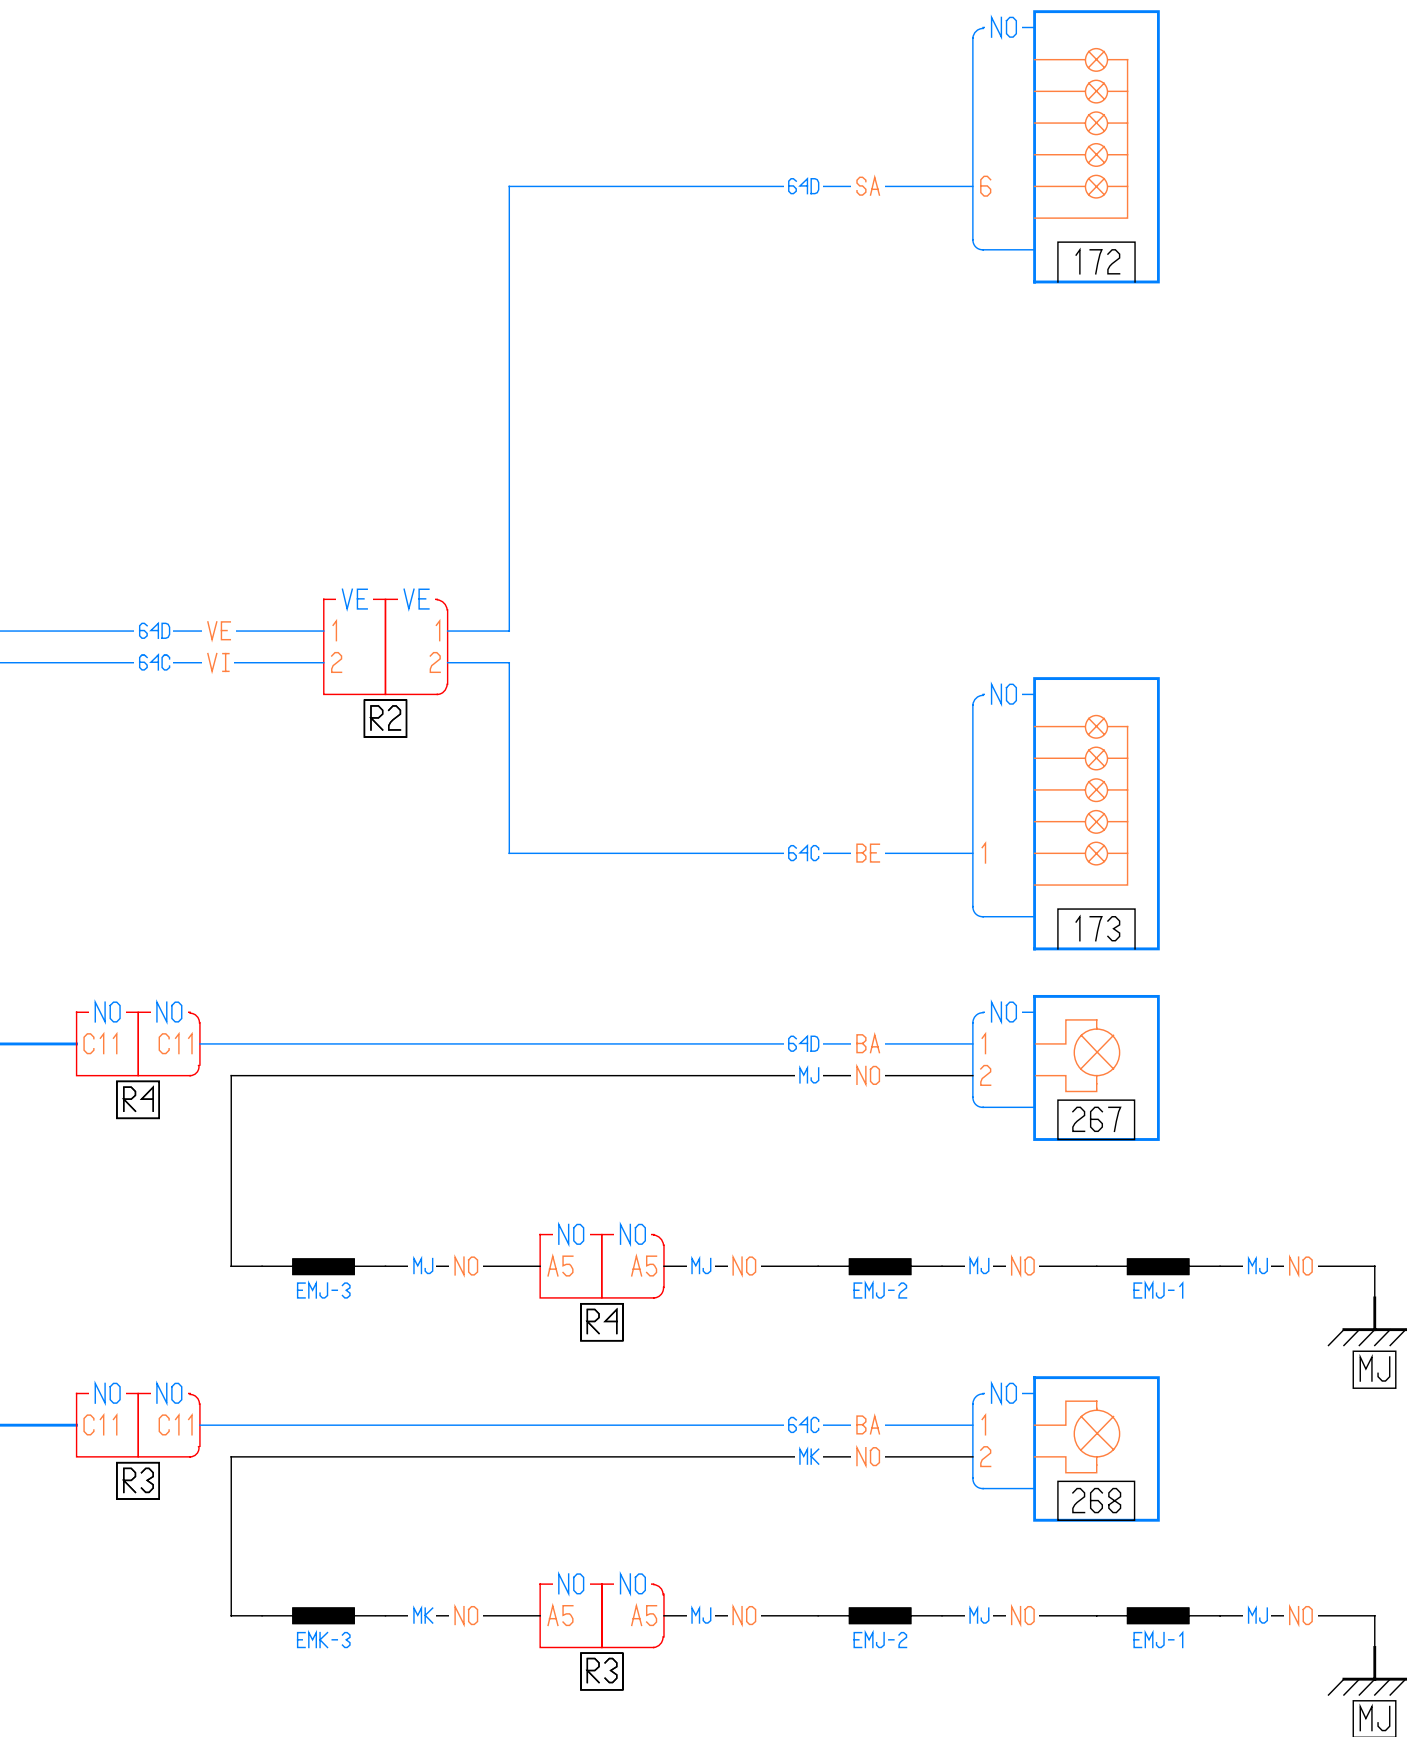 NO
64D SA 6
172
VE VE
64D VE 1 1
64C VI 2 2
R2
NO
64C BE 1
173
NO NO NO
C11 C11 64D BA 1
MJ NO 2
R4
267
NO NO
MJ NO A5 A5 MJ NO MJ NO MJ NO
EMJ-3 EMJ-2 EMJ-1
R4
MJ
NO NO NO
C11 C11 64C BA 1
MK NO 2
R3
268
NO NO
MK NO A5 A5 MJ NO MJ NO MJ NO
EMK-3 EMJ-2 EMJ-1
R3
MJ